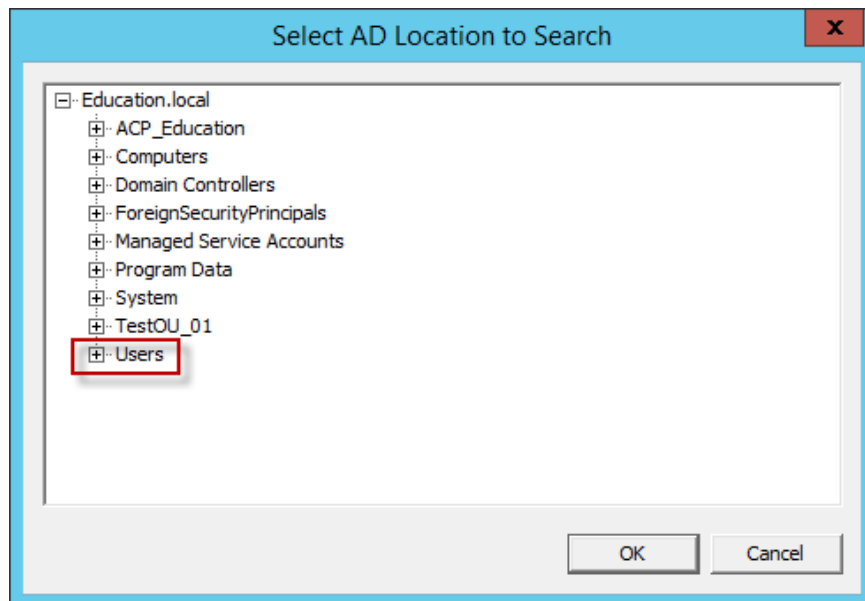 Select AD Location to Search
x
Education.local
ACP_Education
Computers
Domain Controllers
ForeignSecurityPrincipals
Managed Service Accounts
Program Data
System
TestOU_01
Users
OK Cancel